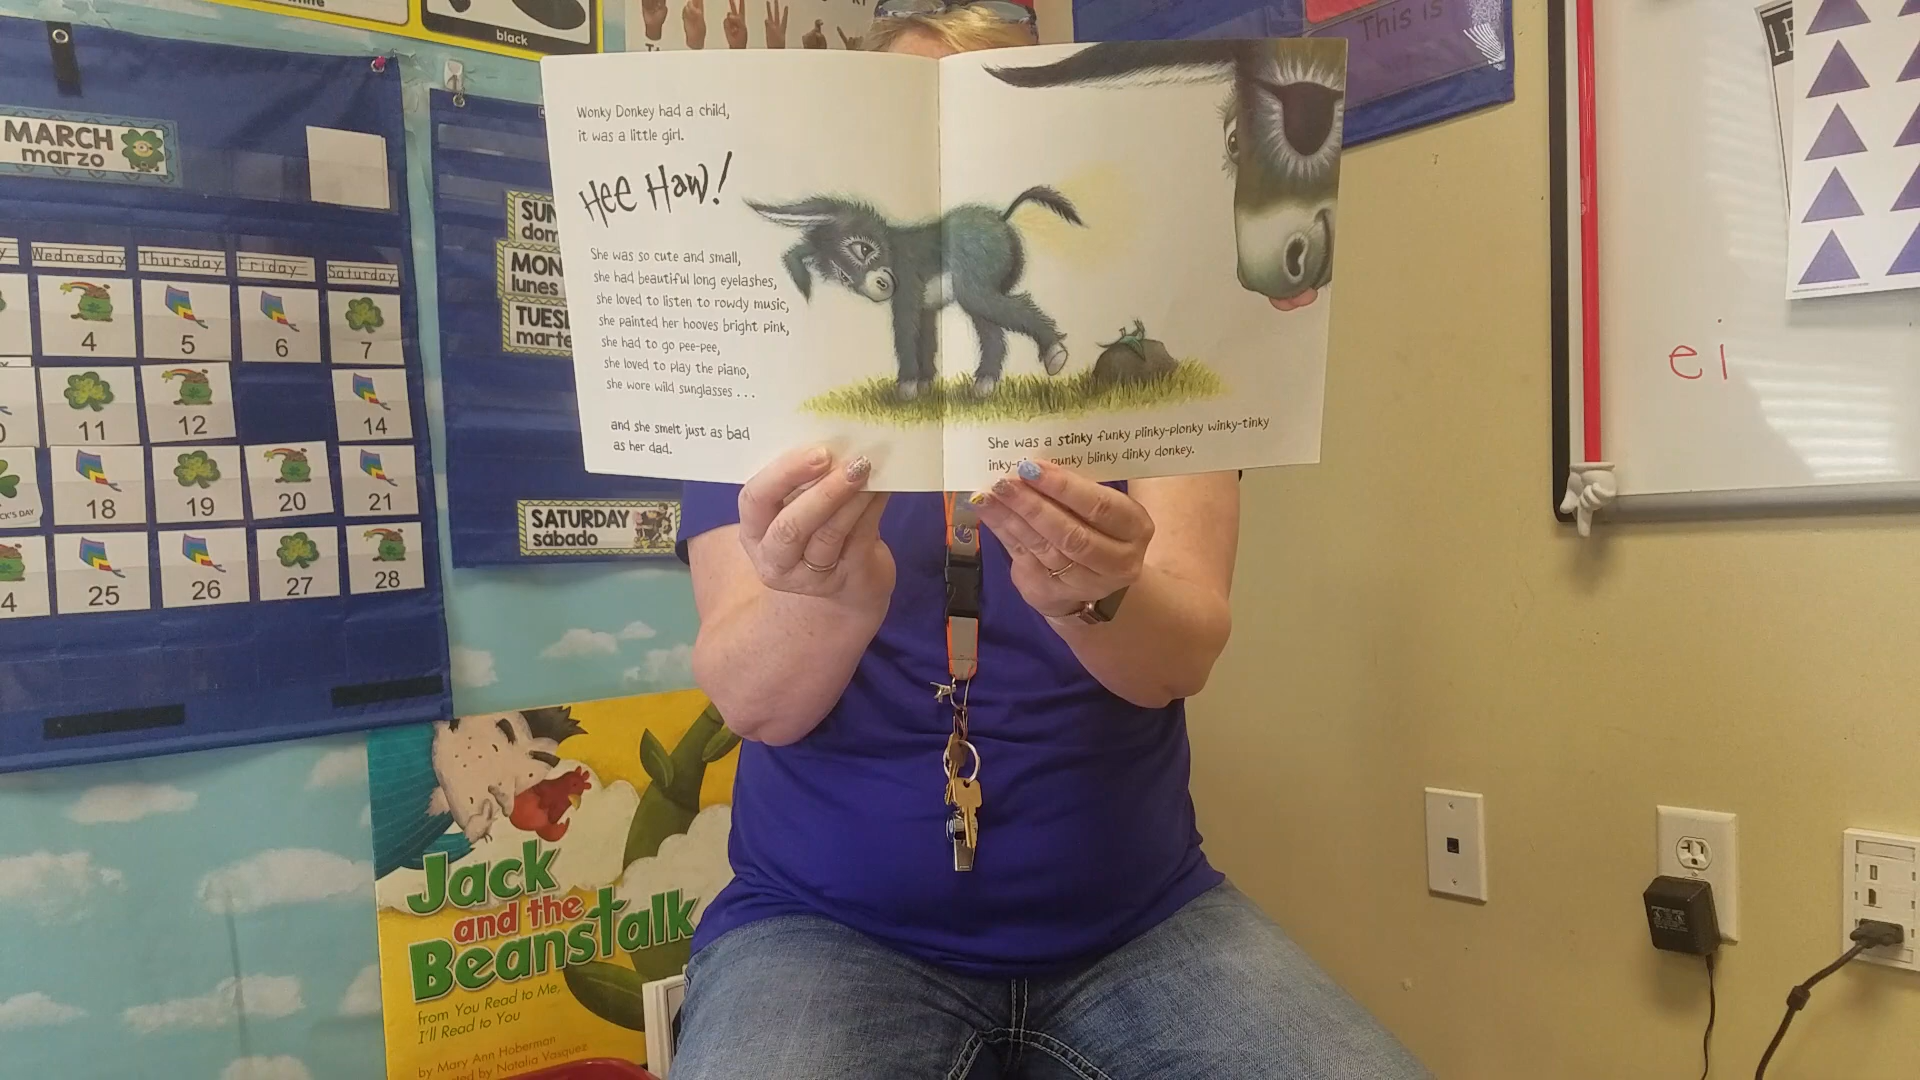 black
This is
MARCH
marzo
Wednesday
Thursday
Friday
Saturday
4
5
6
7
11
12
14
18
19
20
21
25
26
27
28
SUN
dom
MON
lunes
TUES
marte
SATURDAY
sábado
Wonky Donkey had a child,
it was a little girl.
Hee Haw!
She was so cute and small,
she had beautiful long eyelashes,
she loved to listen to rowdy music,
she painted her hooves bright pink,
she had to go pee-pee,
she loved to play the piano,
she wore wild sunglasses . . .
and she smelt just as bad
as her dad.
She was a stinky funky plinky-plonky winky-tinky
punky blinky dinky donkey.
ei
Jack
and the
Beanstalk
from You Read to Me,
I'll Read to You
by Mary Ann Hoberman
by Natalia Vasquez